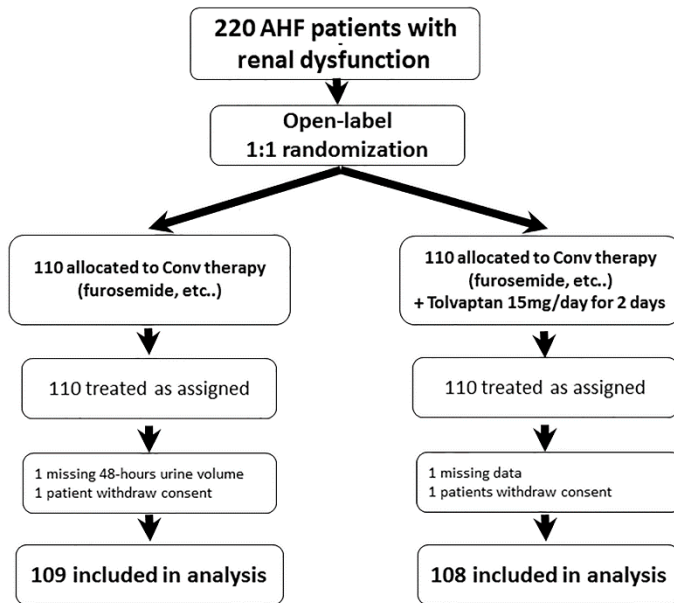 220 AHF patients with
renal dysfunction
Open-label
1:1 randomization
110 allocated to Conv therapy
(furosemide, etc..)
110 allocated to Conv therapy
(furosemide, etc..)
+ Tolvaptan 15mg/day for 2 days
110 treated as assigned
110 treated as assigned
1 missing 48-hours urine volume
1 patient withdraw consent
1 missing data
1 patients withdraw consent
109 included in analysis
108 included in analysis